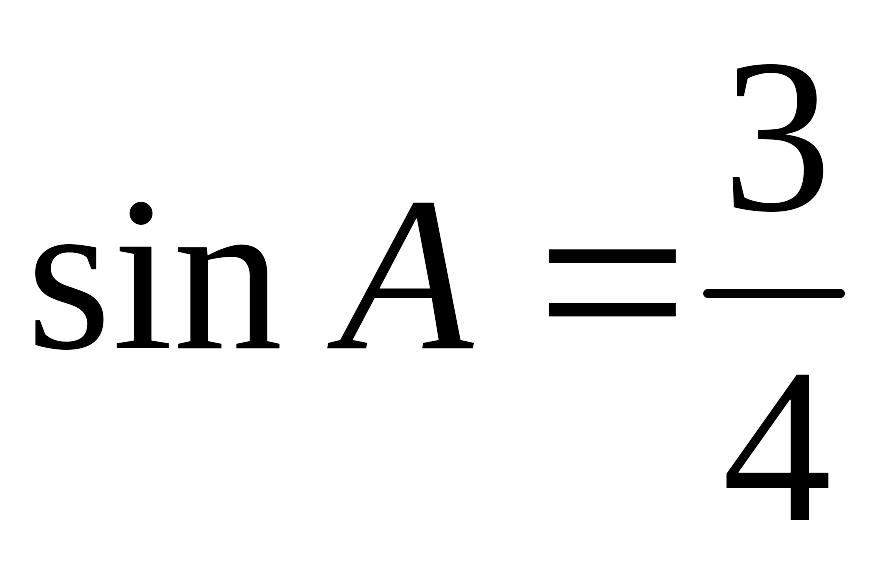 sin A = 3/4